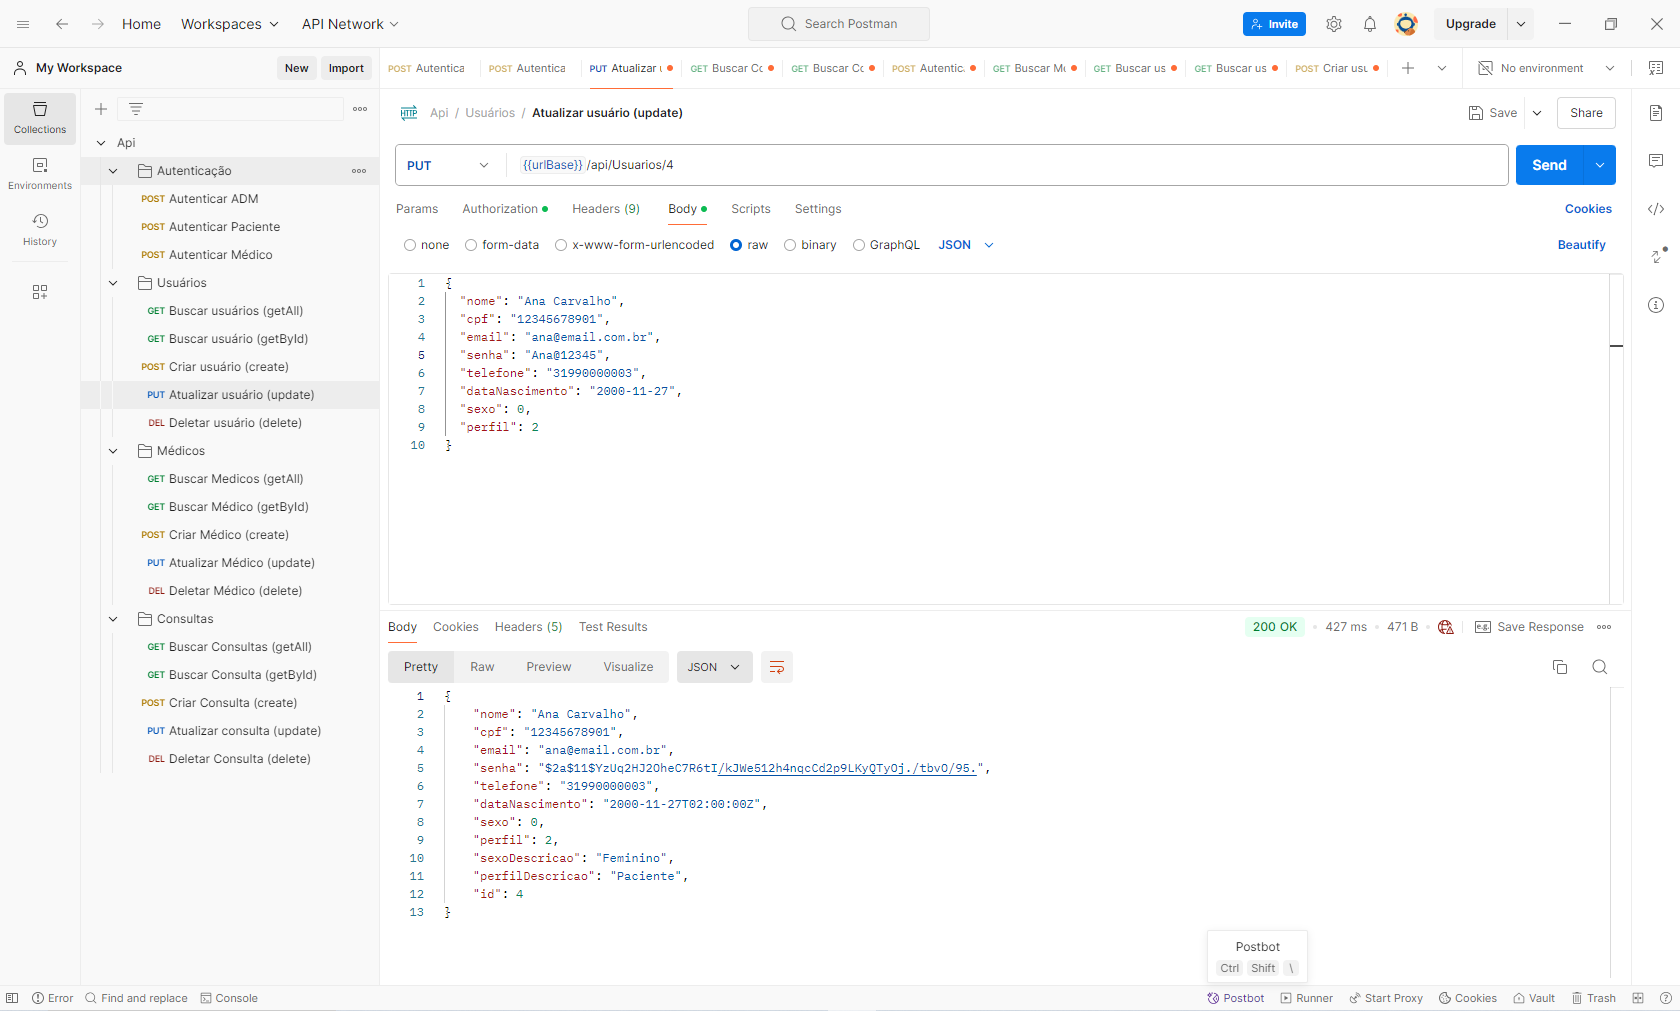 Home
Workspaces
API Network
Search Postman
Invite
Upgrade
My Workspace
New
Import
POST Autentica
POST Autentica
PUT Atualizar u
GET Buscar Co
GET Buscar Co
POST Autentic
GET Buscar Mé
GET Buscar us
GET Buscar us
POST Criar usu
No environment
Collections
Environments
History
Api
Autenticação
POST Autenticar ADM
POST Autenticar Paciente
POST Autenticar Médico
Usuários
GET Buscar usuários (getAll)
GET Buscar usuário (getById)
POST Criar usuário (create)
PUT Atualizar usuário (update)
DEL Deletar usuário (delete)
Médicos
GET Buscar Medicos (getAll)
GET Buscar Médico (getById)
POST Criar Médico (create)
PUT Atualizar Médico (update)
DEL Deletar Médico (delete)
Consultas
GET Buscar Consultas (getAll)
GET Buscar Consulta (getById)
POST Criar Consulta (create)
PUT Atualizar consulta (update)
DEL Deletar Consulta (delete)
HTTP Api / Usuários / Atualizar usuário (update)
Save
Share
PUT
{{urlBase}} /api/Usuarios/4
Send
Params
Authorization
Headers (9)
Body
Scripts
Settings
Cookies
none
form-data
x-www-form-urlencoded
raw
binary
GraphQL
JSON
Beautify
1 {
2 "nome": "Ana Carvalho",
3 "cpf": "12345678901",
4 "email": "ana@email.com.br",
5 "senha": "Ana@12345",
6 "telefone": "31990000003",
7 "dataNascimento": "2000-11-27",
8 "sexo": 0,
9 "perfil": 2
10 }
Body
Cookies
Headers (5)
Test Results
200 OK
427 ms
471 B
e.g. Save Response
Pretty
Raw
Preview
Visualize
JSON
1 {
2 "nome": "Ana Carvalho",
3 "cpf": "12345678901",
4 "email": "ana@email.com.br",
5 "senha": "$2a$11$YzUq2HJ2OheC7R6tI/kJWe512h4nqcCd2p9LKyQTyOj./tbvO/95.",
6 "telefone": "31990000003",
7 "dataNascimento": "2000-11-27T02:00:00Z",
8 "sexo": 0,
9 "perfil": 2,
10 "sexoDescricao": "Feminino",
11 "perfilDescricao": "Paciente",
12 "id": 4
13 }
Postbot
Ctrl Shift \
Error
Find and replace
Console
Postbot
Runner
Start Proxy
Cookies
Vault
Trash